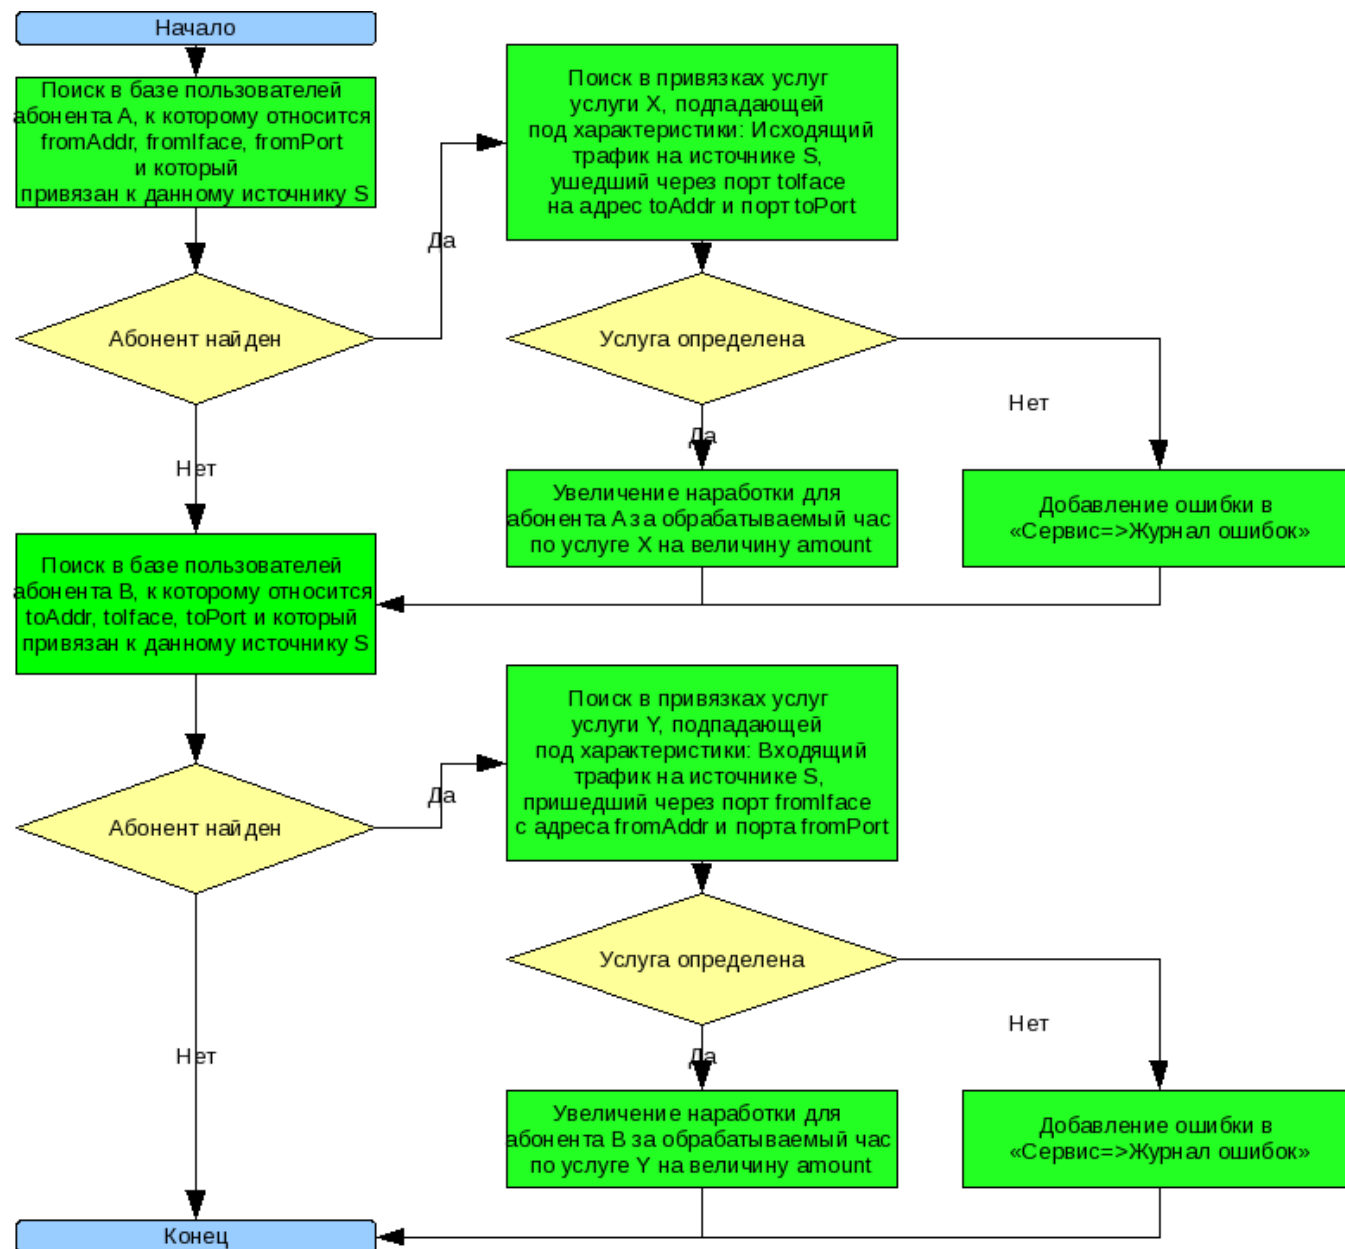 Начало
Поиск в базе пользователей
абонента A, к которому относится
fromAddr, fromIface, fromPort
и который
привязан к данному источнику S
Поиск в привязках услуг
услуги X, подпадающей
под характеристики: Исходящий
трафик на источнике S,
ушедший через порт toIface
на адрес toAddr и порт toPort
Да
Абонент найден
Услуга определена
Нет
Да
Нет
Увеличение наработки для
абонента A за обрабатываемый час
по услуге X на величину amount
Добавление ошибки в
«Сервис=>Журнал ошибок»
Поиск в базе пользователей
абонента B, к которому относится
toAddr, toIface, toPort и который
привязан к данному источнику S
Поиск в привязках услуг
услуги Y, подпадающей
под характеристики: Входящий
трафик на источнике S,
пришедший через порт fromIface
с адреса fromAddr и порта fromPort
Да
Абонент найден
Услуга определена
Нет
Нет
Да
Увеличение наработки для
абонента B за обрабатываемый час
по услуге Y на величину amount
Добавление ошибки в
«Сервис=>Журнал ошибок»
Конец